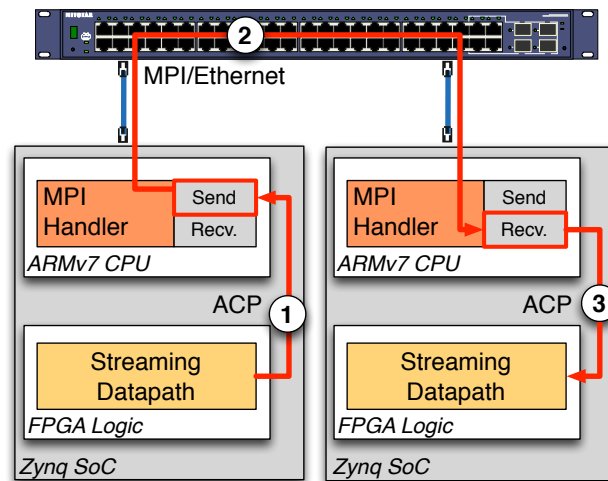 NETGEAR
2
MPI/Ethernet
MPI
Handler
Send
Recv.
ARMv7 CPU
ACP
1
Streaming
Datapath
FPGA Logic
Zynq SoC
MPI
Handler
Send
Recv.
ARMv7 CPU
ACP
3
Streaming
Datapath
FPGA Logic
Zynq SoC